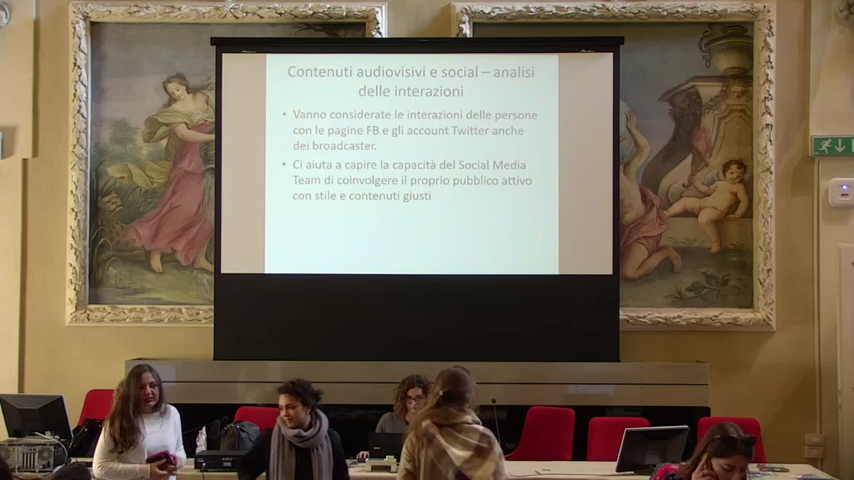 Contenuti audiovisivi e social – analisi
delle interazioni
• Vanno considerate le interazioni delle persone
con le pagine FB e gli account Twitter anche
dei broadcaster.
• Ci aiuta a capire la capacità del Social Media
Team di coinvolgere il proprio pubblico attivo
con stile e contenuti giusti